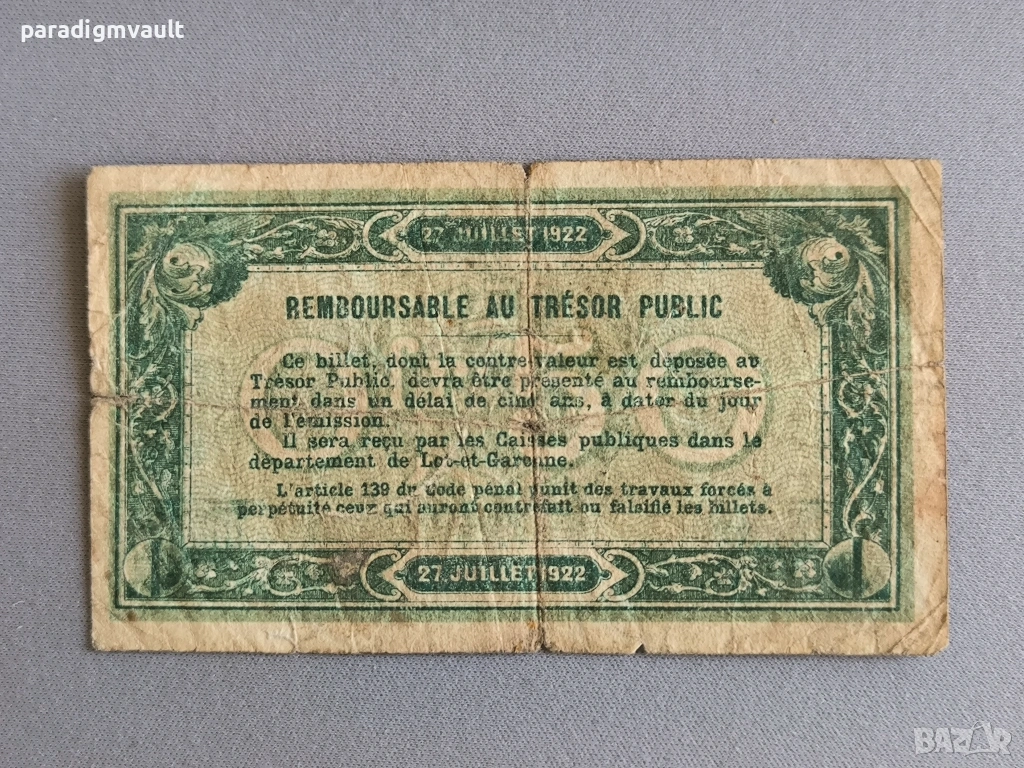 paradigmvault
27 JUILLET 1922
REMBOURSABLE AU TRÉSOR PUBLIC
Ce billet, dont la contre-valeur est déposée au
Trésor Public, devra être présenté au rembourse-
ment dans un délai de cinq ans, à dater du jour
de l'émission.
Il sera reçu par les Caisses publiques dans le
département de Lot-et-Garonne.
L'article 139 du Code pénal punit des travaux forcés à
perpétuité ceux qui auront contrefait ou falsifié les billets.
27 JUILLET 1922
BAZAR